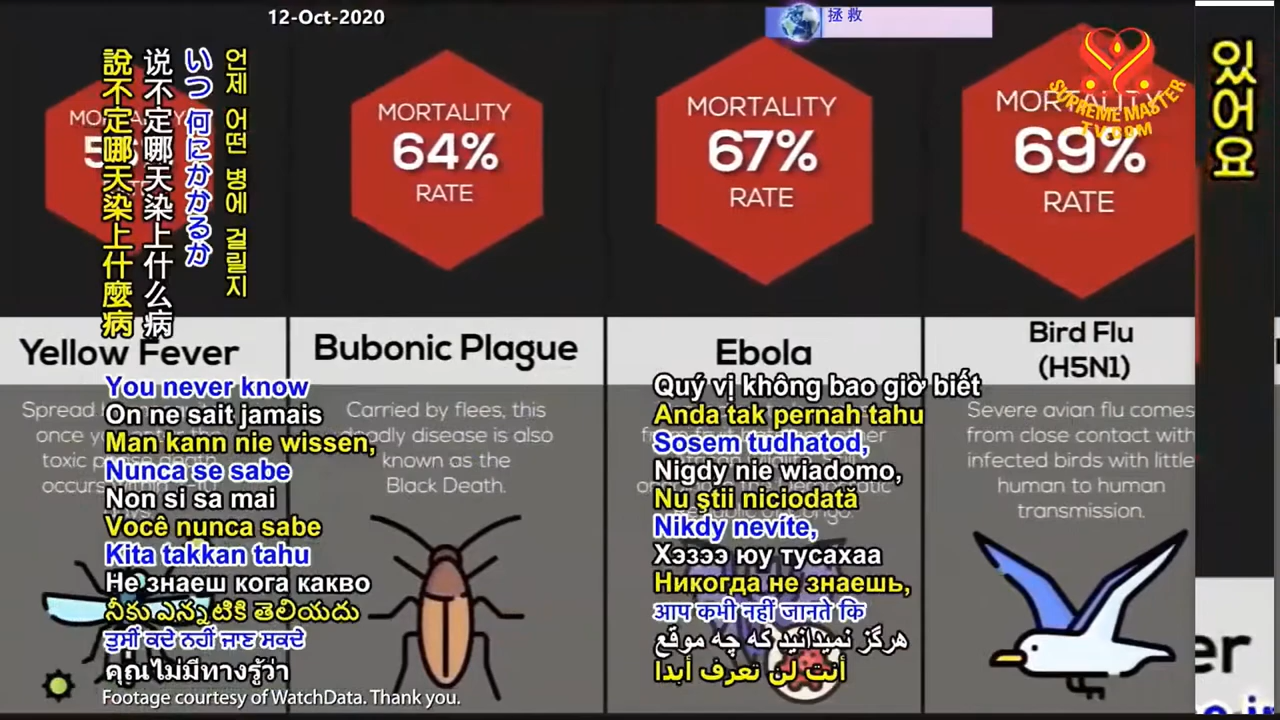 12-Oct-2020
拯救
SUPREME MASTER
TV.COM
있어요
언제 어떤 병에 걸릴지
いつ 何にかかるか
说不定哪天染上什么病
說不定哪天染上什麼病
MORTALITY
RATE
MORTALITY
64%
RATE
MORTALITY
67%
RATE
MORTALITY
69%
RATE
Yellow Fever
Bubonic Plague
Carried by flees, this
deadly disease is also
known as the
Black Death.
Ebola
Bird Flu
(H5N1)
Severe avian flu comes
from close contact with
infected birds with little
human to human
transmission.
You never know
On ne sait jamais
Man kann nie wissen,
Nunca se sabe
Non si sa mai
Você nunca sabe
Kita takkan tahu
Не знаеш кога какво
నీకు ఎన్నటికి తెలియదు
ਤੁਸੀਂ ਕਦੇ ਨਹੀਂ ਜਾਣ ਸਕਦੇ
คุณไม่มีทางรู้ว่า
Quý vị không bao giờ biết
Anda tak pernah tahu
Sosem tudhatod,
Nigdy nie wiadomo,
Nu ştii niciodată
Nikdy nevíte,
Хэзээ юу тусахаа
Никогда не знаешь,
आप कभी नहीं जानते कि
هرگز نمیدانید که چه موقع
أنت لن تعرف أبدا
Footage courtesy of WatchData. Thank you.